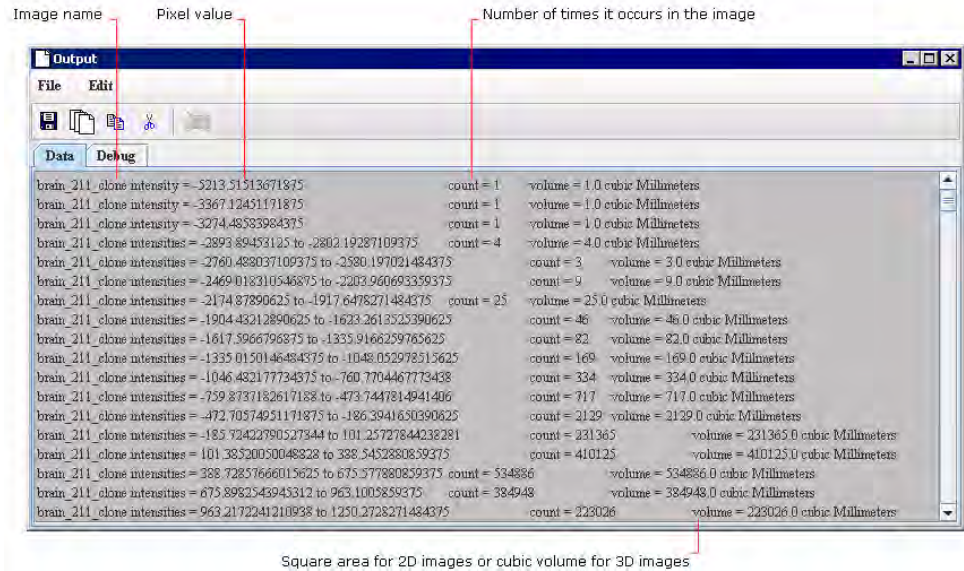 Image name Pixel value Number of times it occurs in the image
Output
File Edit
Data Debug
brain_211_clone intensity = -5213.51513671875 count = 1 volume = 1.0 cubic Millimeters
brain_211_clone intensity = -3367.12451171875 count = 1 volume = 1.0 cubic Millimeters
brain_211_clone intensity = -3274.48583984375 count = 1 volume = 1.0 cubic Millimeters
brain_211_clone intensities = -2893.89453125 to -2802.19287109375 count = 4 volume = 4.0 cubic Millimeters
brain_211_clone intensities = -2760.488037109375 to -2580.197021484375 count = 3 volume = 3.0 cubic Millimeters
brain_211_clone intensities = -2469.018310546875 to -2203.960693359375 count = 9 volume = 9.0 cubic Millimeters
brain_211_clone intensities = -2174.87890625 to -1917.6478271484375 count = 25 volume = 25.0 cubic Millimeters
brain_211_clone intensities = -1904.43212890625 to -1623.2613525390625 count = 46 volume = 46.0 cubic Millimeters
brain_211_clone intensities = -1617.5966796875 to -1335.9166259765625 count = 82 volume = 82.0 cubic Millimeters
brain_211_clone intensities = -1335.0150146484375 to -1048.052978515625 count = 169 volume = 169.0 cubic Millimeters
brain_211_clone intensities = -1046.482177734375 to -760.7704467773438 count = 334 volume = 334.0 cubic Millimeters
brain_211_clone intensities = -759.8737182617188 to -473.7447814941406 count = 717 volume = 717.0 cubic Millimeters
brain_211_clone intensities = -472.70574951171875 to -186.3941650390625 count = 2129 volume = 2129.0 cubic Millimeters
brain_211_clone intensities = -185.72422790527344 to 101.25727844238281 count = 231365 volume = 231365.0 cubic Millimeters
brain_211_clone intensities = 101.38520050048828 to 388.5452880859375 count = 410125 volume = 410125.0 cubic Millimeters
brain_211_clone intensities = 388.72857666015625 to 675.577880859375 count = 534886 volume = 534886.0 cubic Millimeters
brain_211_clone intensities = 675.8982543945312 to 963.1005859375 count = 384948 volume = 384948.0 cubic Millimeters
brain_211_clone intensities = 963.2172241210938 to 1250.2728271484375 count = 223026 volume = 223026.0 cubic Millimeters
Square area for 2D images or cubic volume for 3D images